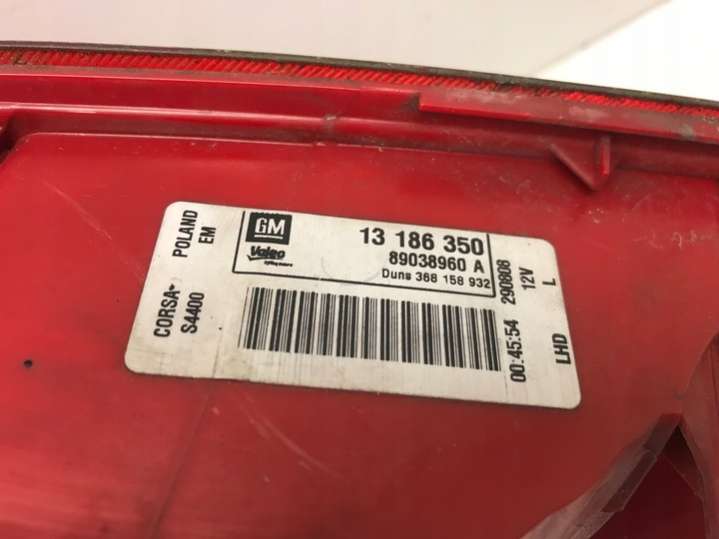 POLAND
EM
CORSA-
S4400
GM
Valeo
13 186 350
89038960 A
Duns 368 158 932
290808
12V
L
00:45:54
LHD